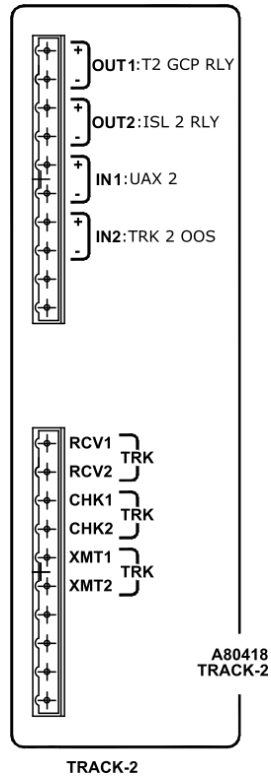 +
OUT1:T2 GCP RLY
-
+
OUT2:ISL 2 RLY
-
+
IN1:UAX 2
-
+
IN2:TRK 2 OOS
-
RCV1
TRK
RCV2
CHK1
TRK
CHK2
XMT1
TRK
XMT2
A80418
TRACK-2
TRACK-2